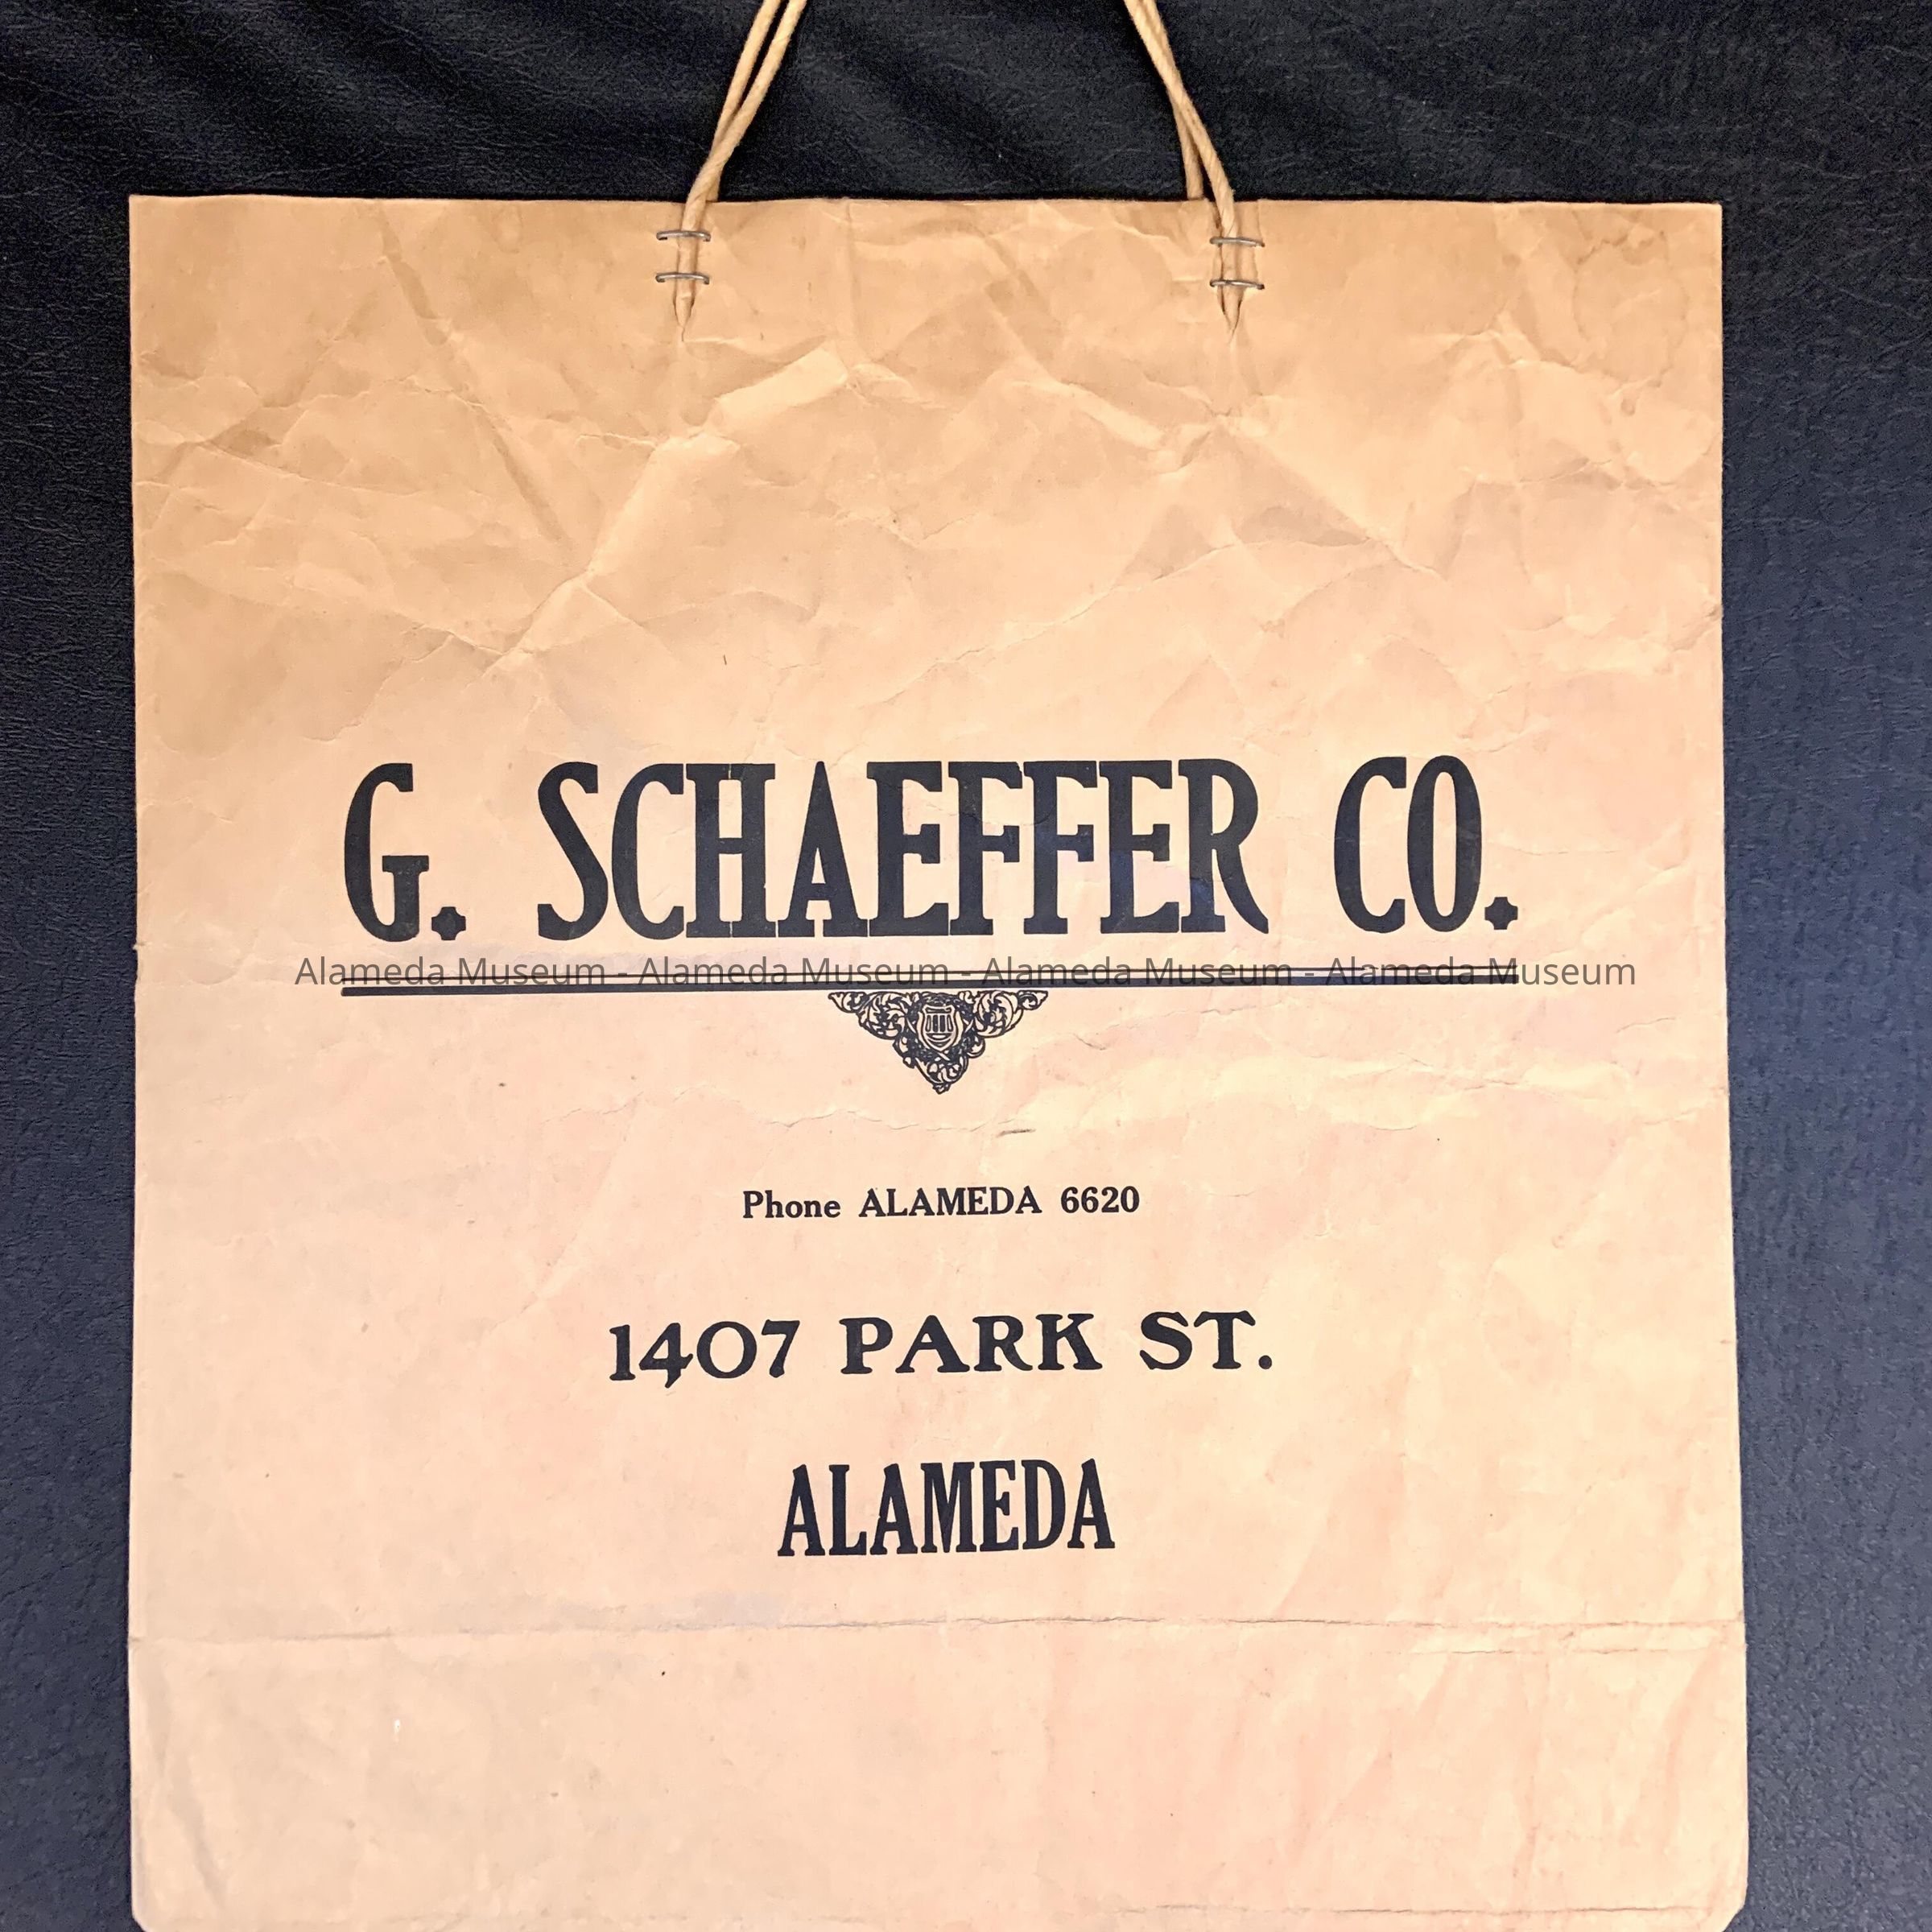 G. SCHAEFFER CO.
Alameda Museum - Alameda Museum - Alameda Museum - Alameda Museum
Phone ALAMEDA 6620
1407 PARK ST.
ALAMEDA